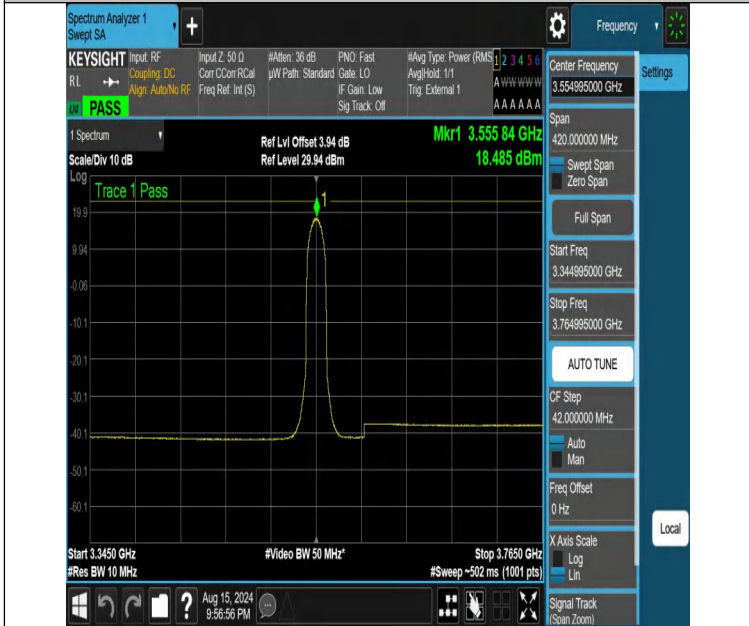 Spectrum Analyzer 1
Swept SA
Frequency
KEYSIGHT
RL
LXI
PASS
Input: RF
Coupling: DC
Align: Auto/No RF
Input Z: 50 Ω
Corr CCorr RCal
Freq Ref: Int (S)
#Atten: 36 dB
µW Path: Standard
PNO: Fast
Gate: LO
IF Gain: Low
Sig Track: Off
#Avg Type: Power (RMS
Avg|Hold: 1/1
Trig: External 1
1 2 3 4 5 6
A W W W W W
A A A A A A
1 Spectrum
Scale/Div 10 dB
Log
Ref Lvl Offset 3.94 dB
Ref Level 29.94 dBm
Mkr1 3.555 84 GHz
18.485 dBm
Trace 1 Pass
1
19.9
9.94
-0.06
-10.1
-20.1
-30.1
-40.1
-50.1
-60.1
Start 3.3450 GHz
#Res BW 10 MHz
#Video BW 50 MHz*
Stop 3.7650 GHz
#Sweep ~502 ms (1001 pts)
Aug 15, 2024
9:56:56 PM
Center Frequency
3.554995000 GHz
Settings
Span
420.000000 MHz
Swept Span
Zero Span
Full Span
Start Freq
3.344995000 GHz
Stop Freq
3.764995000 GHz
AUTO TUNE
CF Step
42.000000 MHz
Auto
Man
Freq Offset
0 Hz
X Axis Scale
Log
Lin
Local
Signal Track
(Span Zoom)